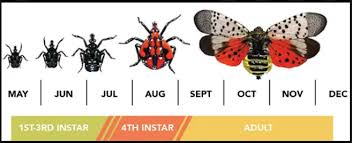 MAY JUN JUL AUG SEPT OCT NOV DEC
1ST-3RD INSTAR 4TH INSTAR ADULT